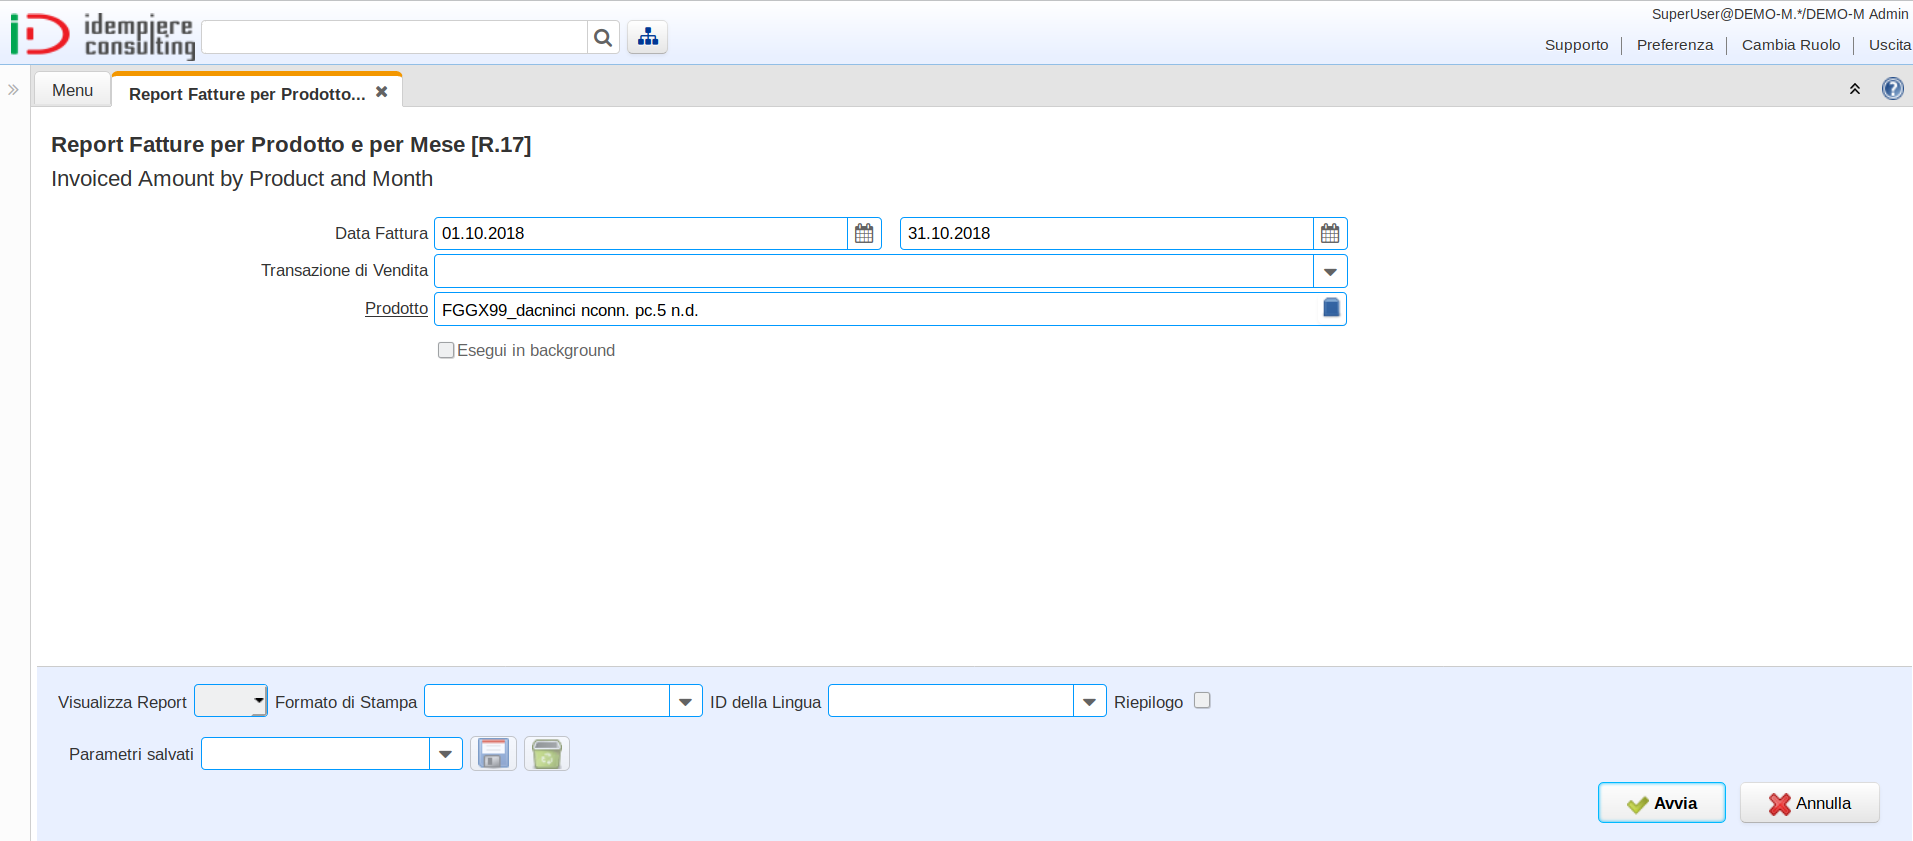 idempiere
consulting
SuperUser@DEMO-M.*/DEMO-M Admin
Supporto
Preferenza
Cambia Ruolo
Uscita
Menu
Report Fatture per Prodotto...
Report Fatture per Prodotto e per Mese [R.17]
Invoiced Amount by Product and Month
Data Fattura 01.10.2018 31.10.2018
Transazione di Vendita
Prodotto FGGX99_dacninci nconn. pc.5 n.d.
Esegui in background
Visualizza Report Formato di Stampa ID della Lingua Riepilogo
Parametri salvati
Avvia Annulla